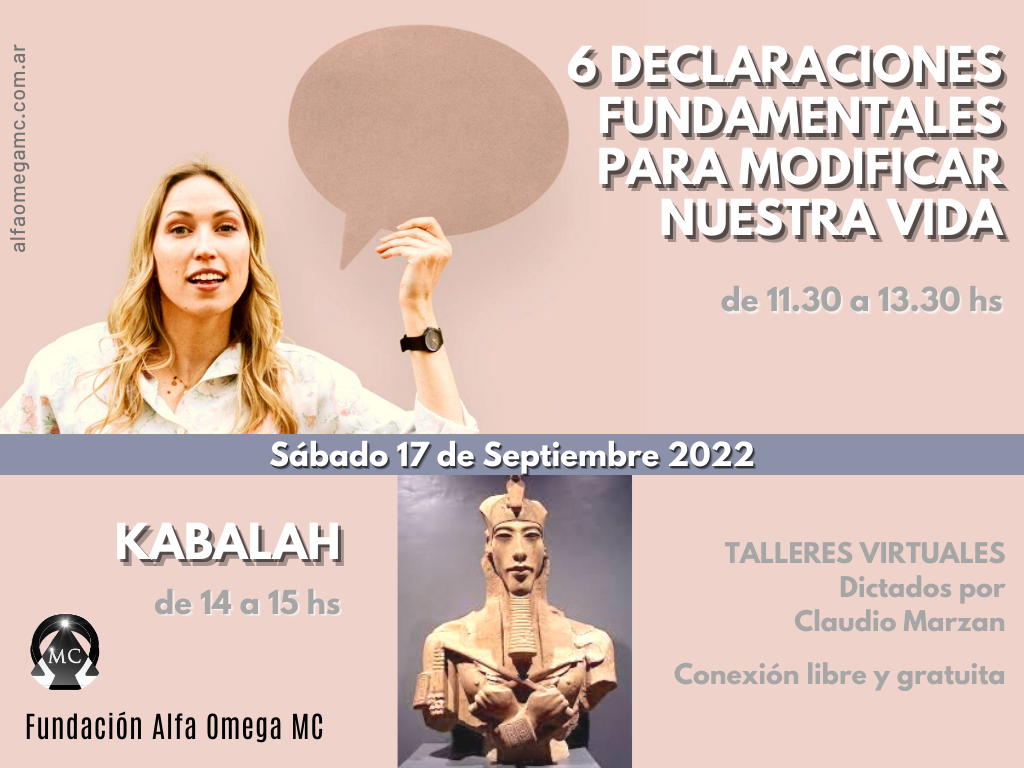 alfaomegamc.com.ar
6 DECLARACIONES
FUNDAMENTALES
PARA MODIFICAR
NUESTRA VIDA
de 11.30 a 13.30 hs
Sábado 17 de Septiembre 2022
KABALAH
de 14 a 15 hs
MC
Fundación Alfa Omega MC
TALLERES VIRTUALES
Dictados por
Claudio Marzan
Conexión libre y gratuita